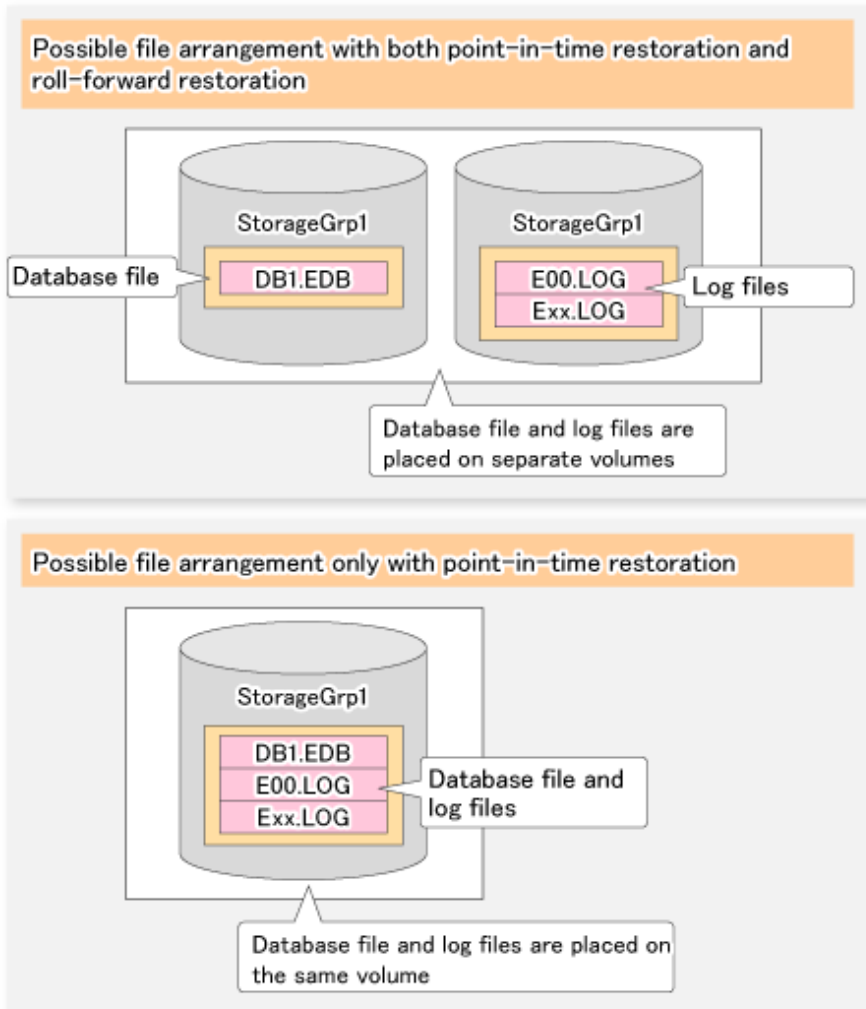 Possible file arrangement with both point-in-time restoration and
roll-forward restoration
StorageGrp1
StorageGrp1
Database file
DB1.EDB
E00.LOG
Exx.LOG
Log files
Database file and log files are
placed on separate volumes
Possible file arrangement only with point-in-time restoration
StorageGrp1
DB1.EDB
E00.LOG
Exx.LOG
Database file and
log files
Database file and log files are placed on
the same volume